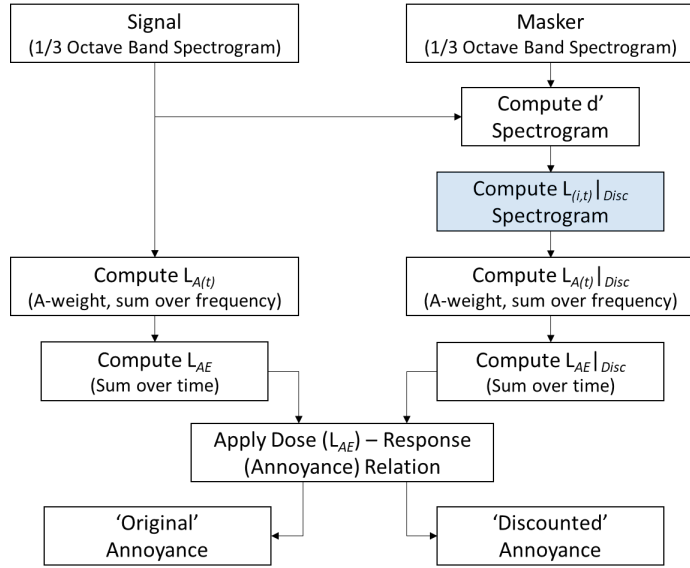 Signal
(1/3 Octave Band Spectrogram)
Masker
(1/3 Octave Band Spectrogram)
Compute d'
Spectrogram
Compute L(i,t)|Disc
Spectrogram
Compute LA(t)
(A-weight, sum over frequency)
Compute LA(t)|Disc
(A-weight, sum over frequency)
Compute LAE
(Sum over time)
Compute LAE|Disc
(Sum over time)
Apply Dose (LAE) – Response
(Annoyance) Relation
‘Original’
Annoyance
‘Discounted’
Annoyance